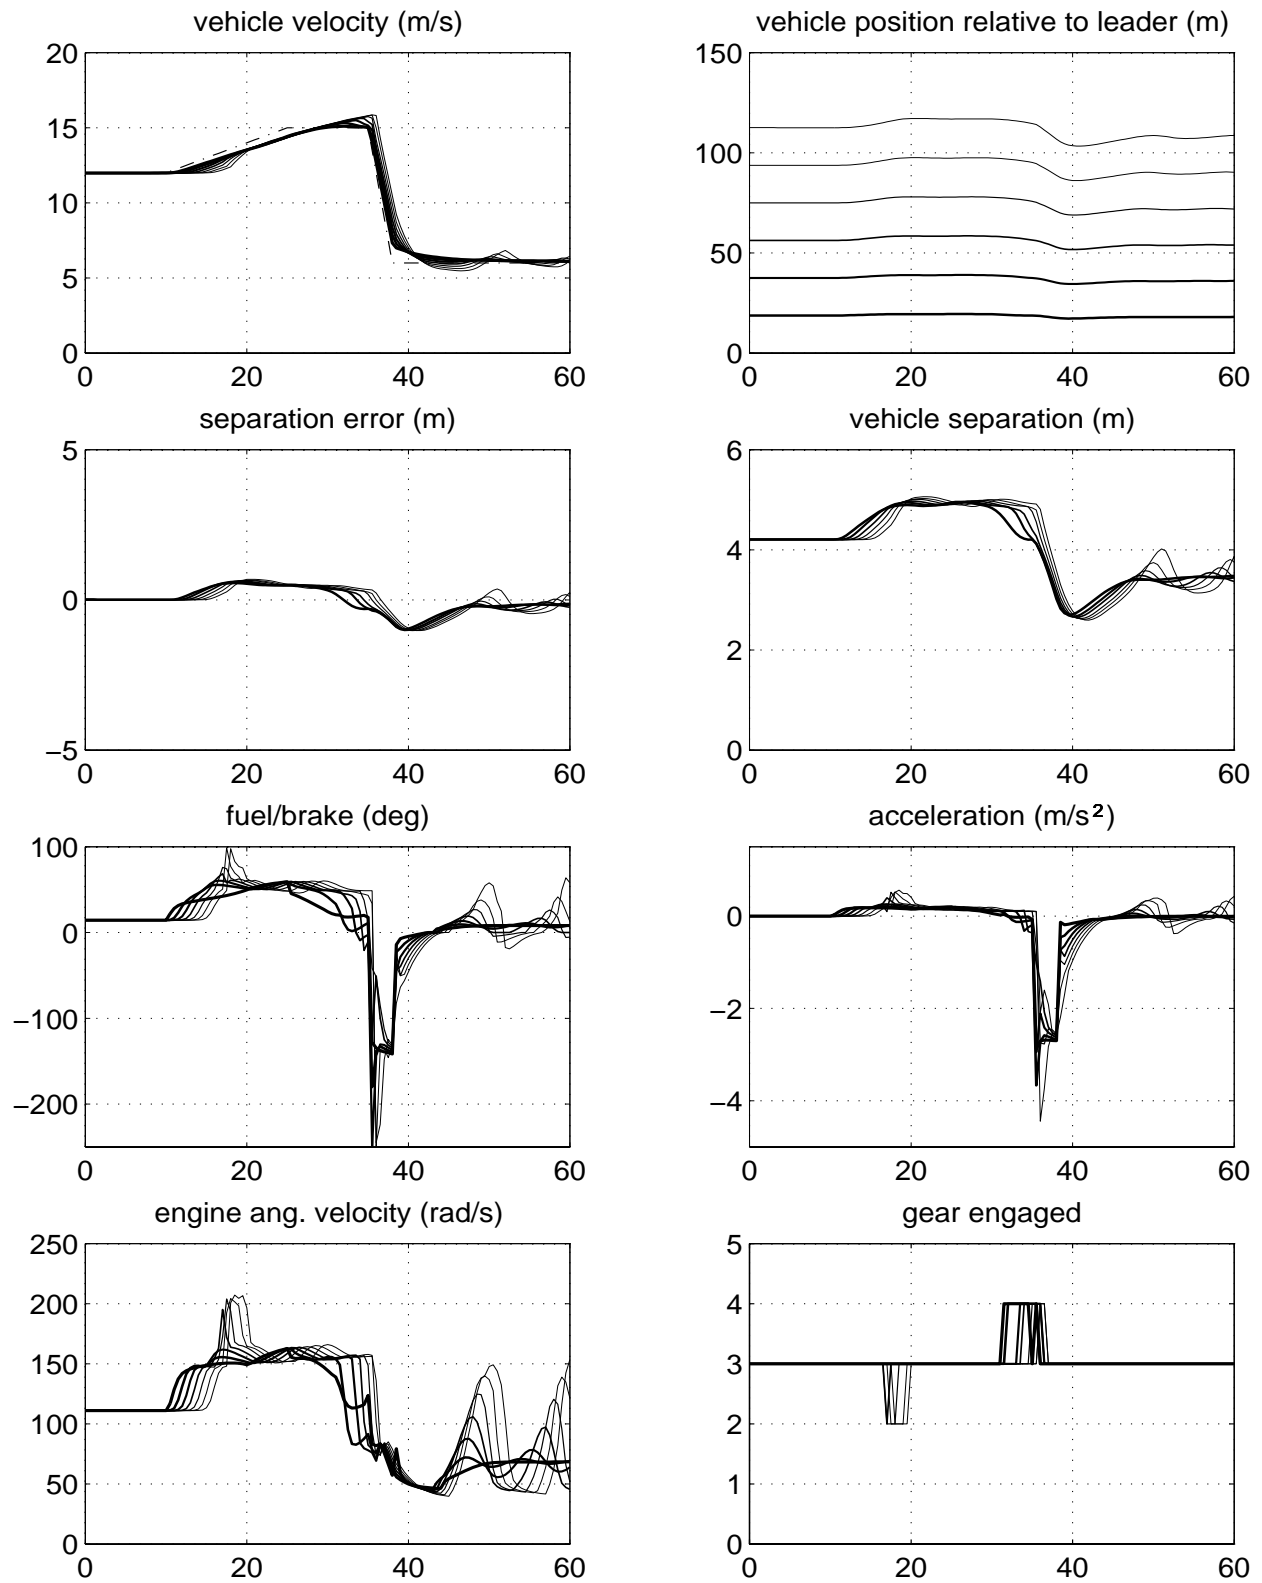 vehicle velocity (m/s)
20
15
10
5
0
0 20 40 60
vehicle position relative to leader (m)
150
100
50
0
0 20 40 60
separation error (m)
5
0
−5
0 20 40 60
vehicle separation (m)
6
4
2
0
0 20 40 60
fuel/brake (deg)
100
0
−100
−200
0 20 40 60
acceleration (m/s²)
0
−2
−4
0 20 40 60
engine ang. velocity (rad/s)
250
200
150
100
50
0
0 20 40 60
gear engaged
5
4
3
2
1
0
0 20 40 60